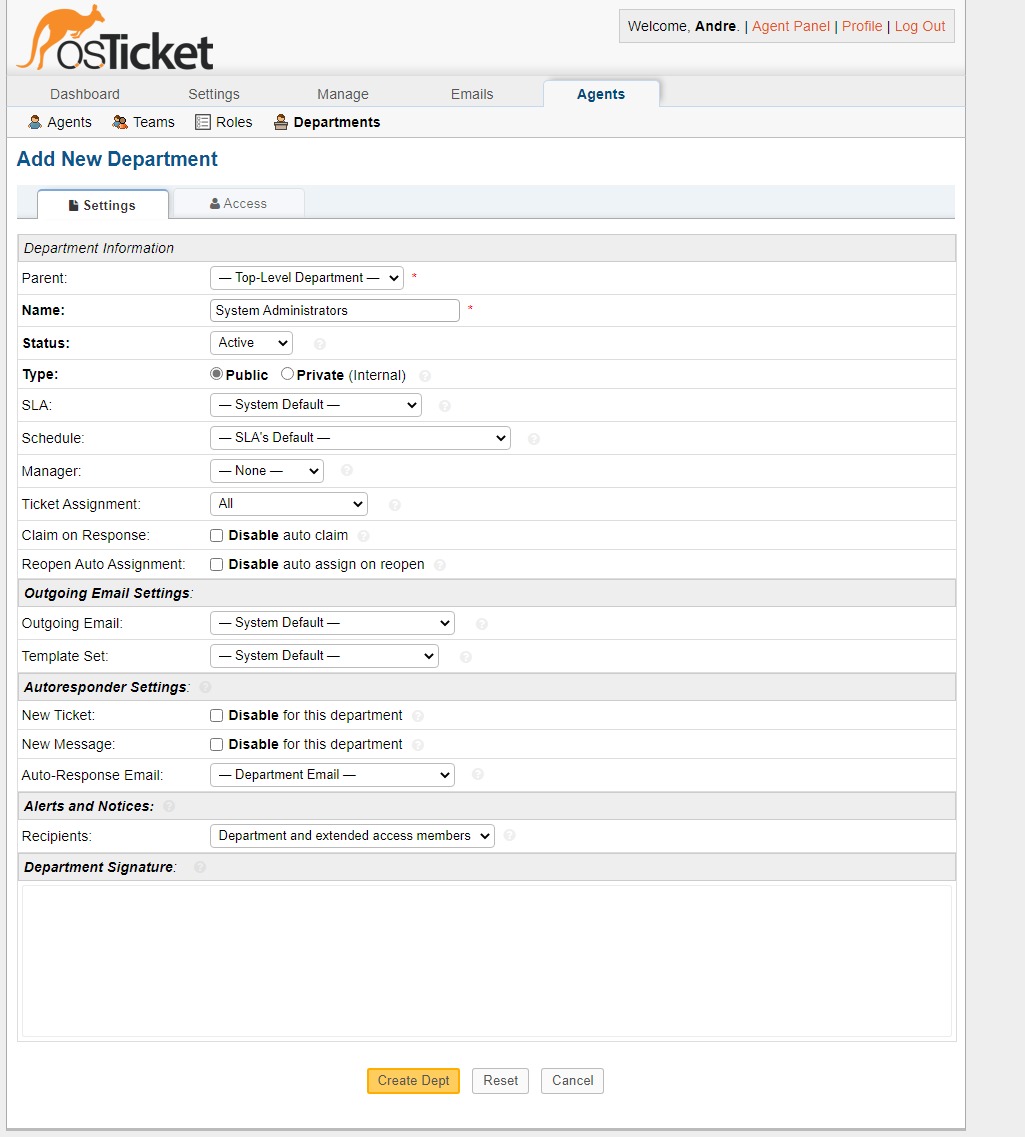 osTicket
Welcome, Andre. | Agent Panel | Profile | Log Out
Dashboard Settings Manage Emails Agents
Agents Teams Roles Departments
Add New Department
Settings Access
Department Information
Parent: — Top-Level Department — *
Name: System Administrators *
Status: Active ?
Type: Public Private (Internal) ?
SLA: — System Default — ?
Schedule: — SLA's Default — ?
Manager: — None — ?
Ticket Assignment: All ?
Claim on Response: Disable auto claim ?
Reopen Auto Assignment: Disable auto assign on reopen ?
Outgoing Email Settings:
Outgoing Email: — System Default — ?
Template Set: — System Default — ?
Autoresponder Settings: ?
New Ticket: Disable for this department ?
New Message: Disable for this department ?
Auto-Response Email: — Department Email — ?
Alerts and Notices: ?
Recipients: Department and extended access members ?
Department Signature: ?
Create Dept Reset Cancel